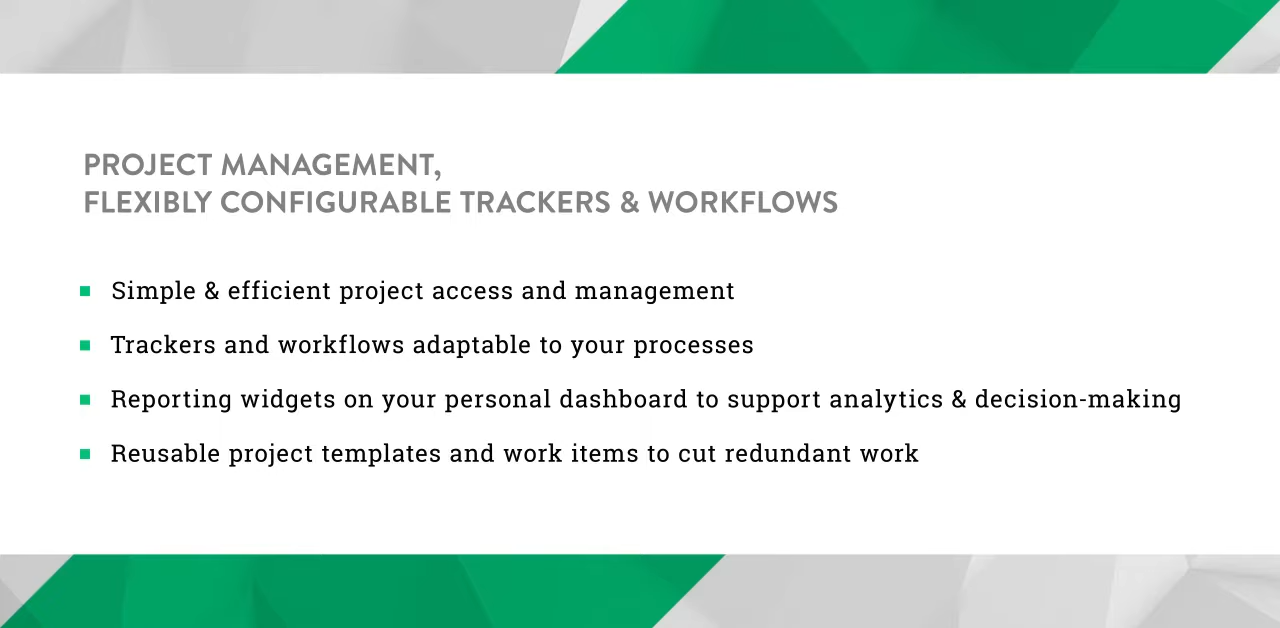 PROJECT MANAGEMENT,
FLEXIBLY CONFIGURABLE TRACKERS & WORKFLOWS
Simple & efficient project access and management
Trackers and workflows adaptable to your processes
Reporting widgets on your personal dashboard to support analytics & decision-making
Reusable project templates and work items to cut redundant work